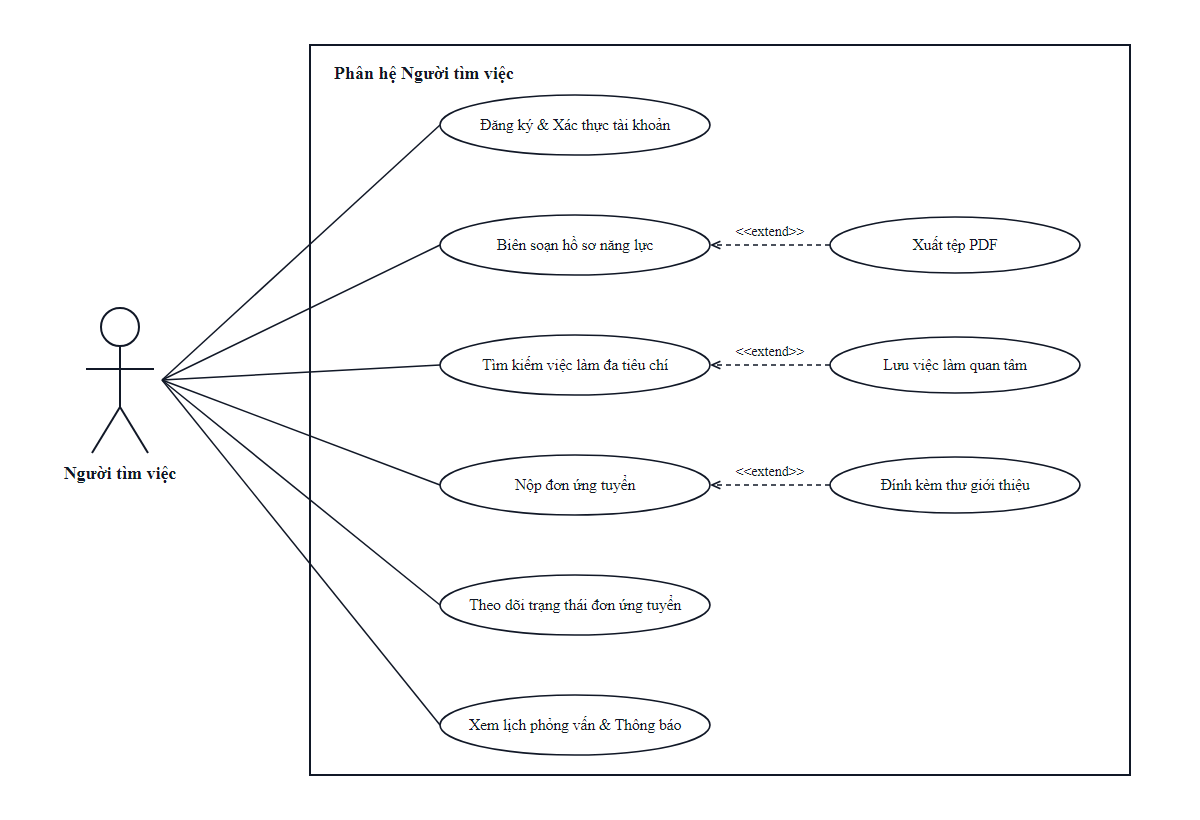 Phân hệ Người tìm việc
Đăng ký & Xác thực tài khoản
Biên soạn hồ sơ năng lực
<<extend>>
Xuất tệp PDF
Tìm kiếm việc làm đa tiêu chí
<<extend>>
Lưu việc làm quan tâm
Người tìm việc
Nộp đơn ứng tuyển
<<extend>>
Đính kèm thư giới thiệu
Theo dõi trạng thái đơn ứng tuyển
Xem lịch phỏng vấn & Thông báo